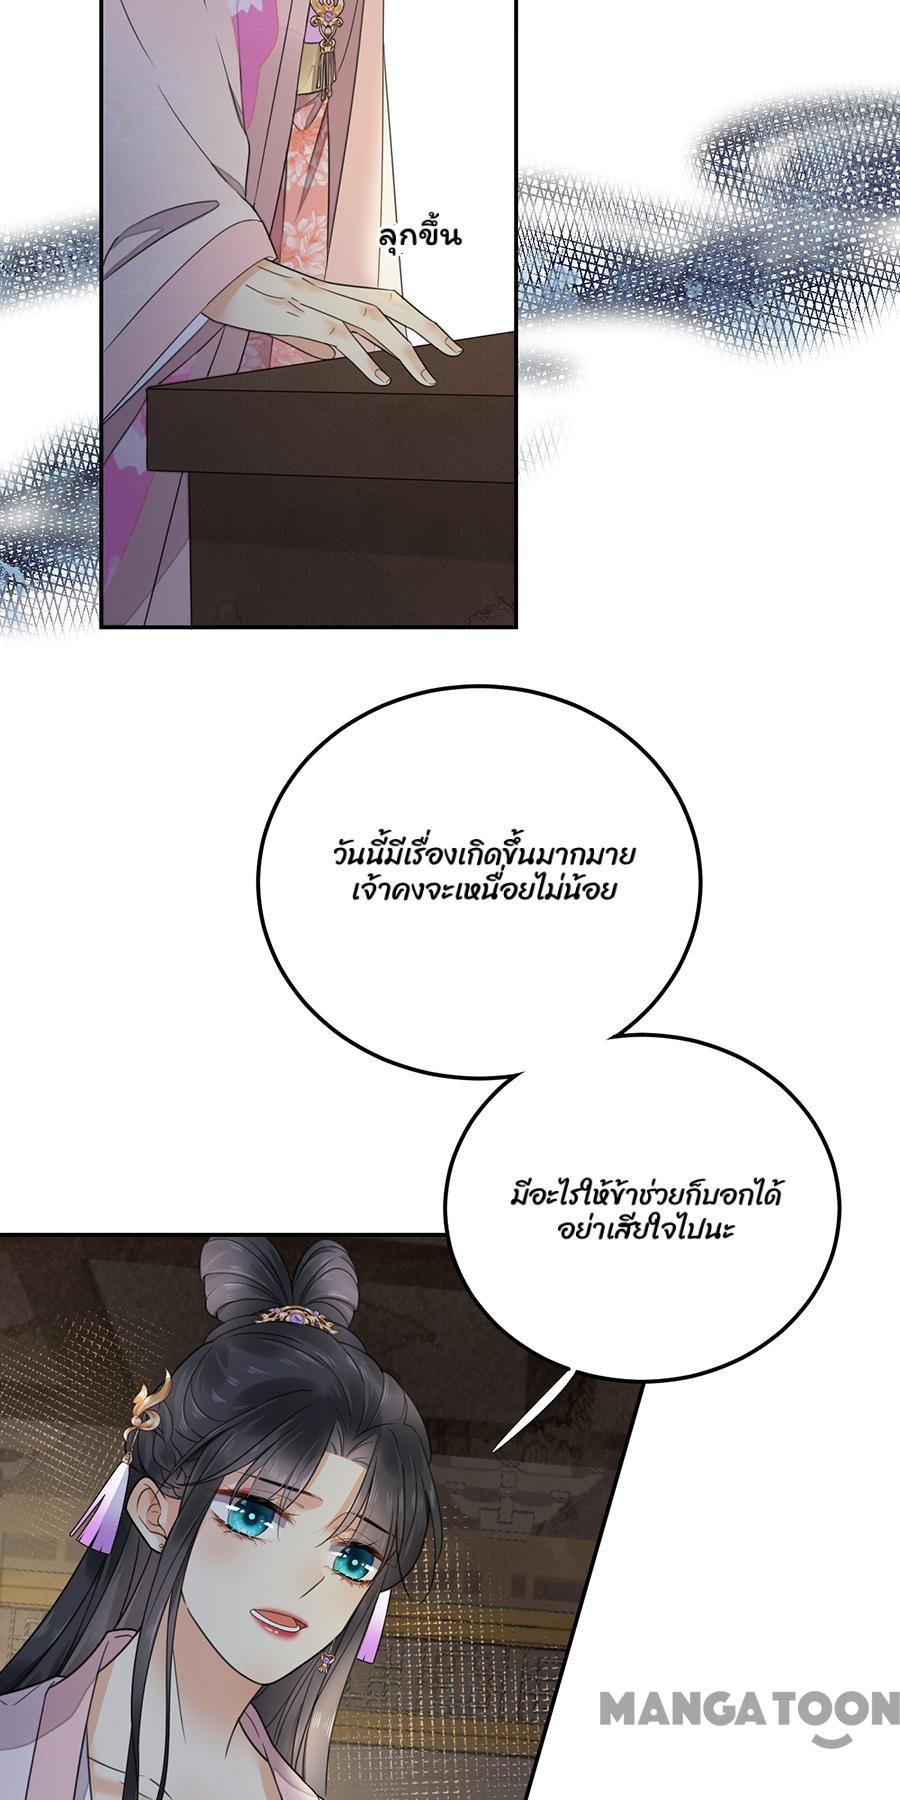 ลุกขึ้น
วันนี้มีเรื่องเกิดขึ้นมากมาย
เจ้าคงจะเหนื่อยไม่น้อย
มีอะไรให้ข้าช่วยก็บอกได้
อย่าเสียใจไปนะ
MANGATOON